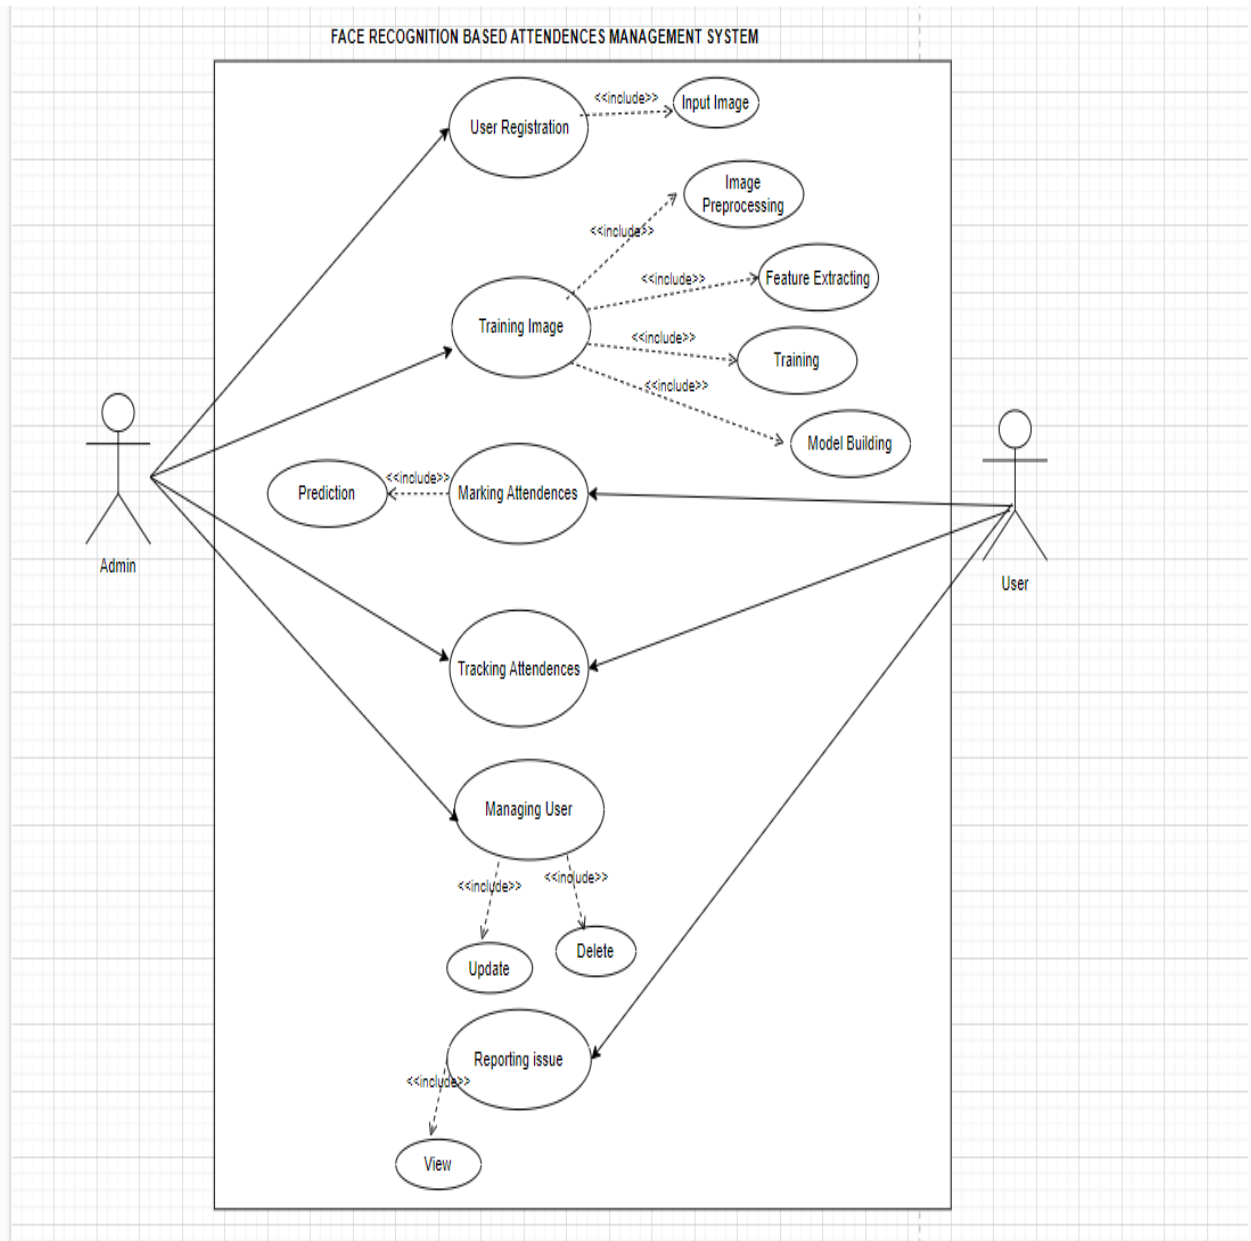 FACE RECOGNITION BASED ATTENDENCES MANAGEMENT SYSTEM
User Registration
<<include>>
Input Image
Image
Preprocessing
<<include>>
<<include>>
Feature Extracting
Training Image
<<include>>
Training
<<include>>
Model Building
Prediction
<<include>>
Marking Attendences
Admin
User
Tracking Attendences
Managing User
<<include>>
<<include>>
Update
Delete
Reporting issue
<<include>>
View